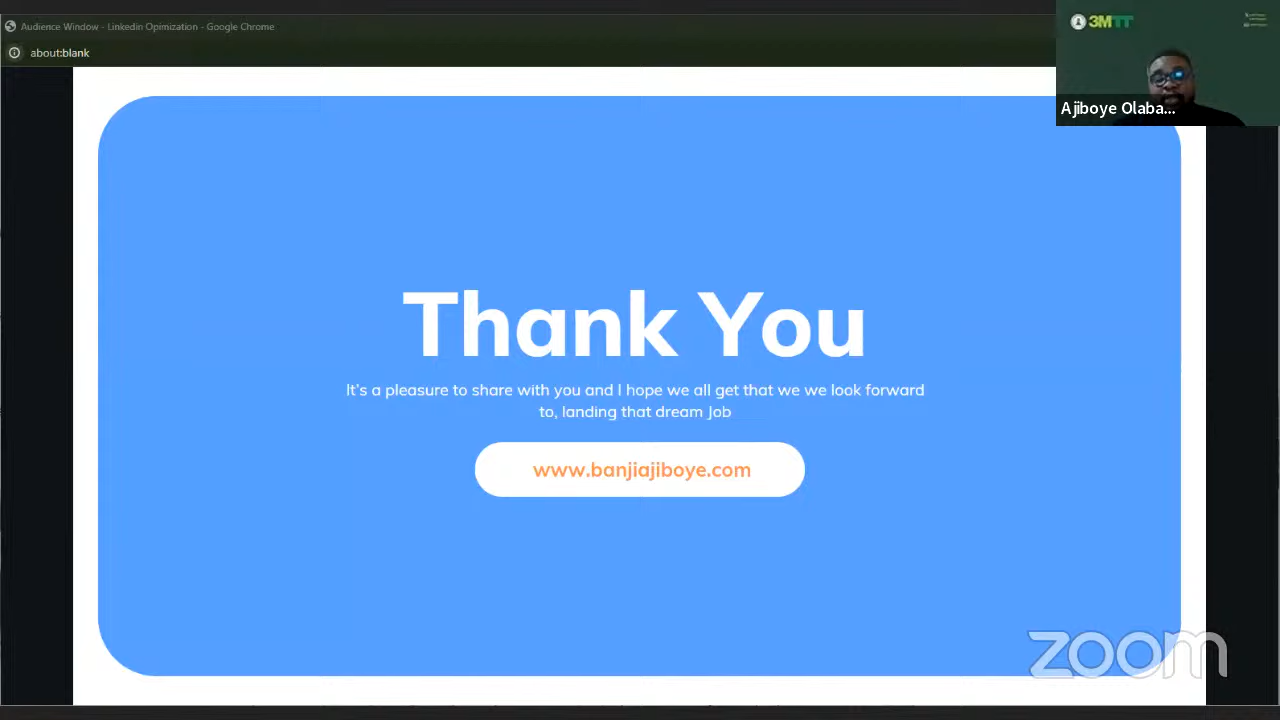 Audience Window - Linkedin Opimization - Google Chrome
about:blank
3MTT
Ajiboye Olaba...
Thank You
It's a pleasure to share with you and I hope we all get that we we look forward
to, landing that dream Job
www.banjiajiboye.com
zoom